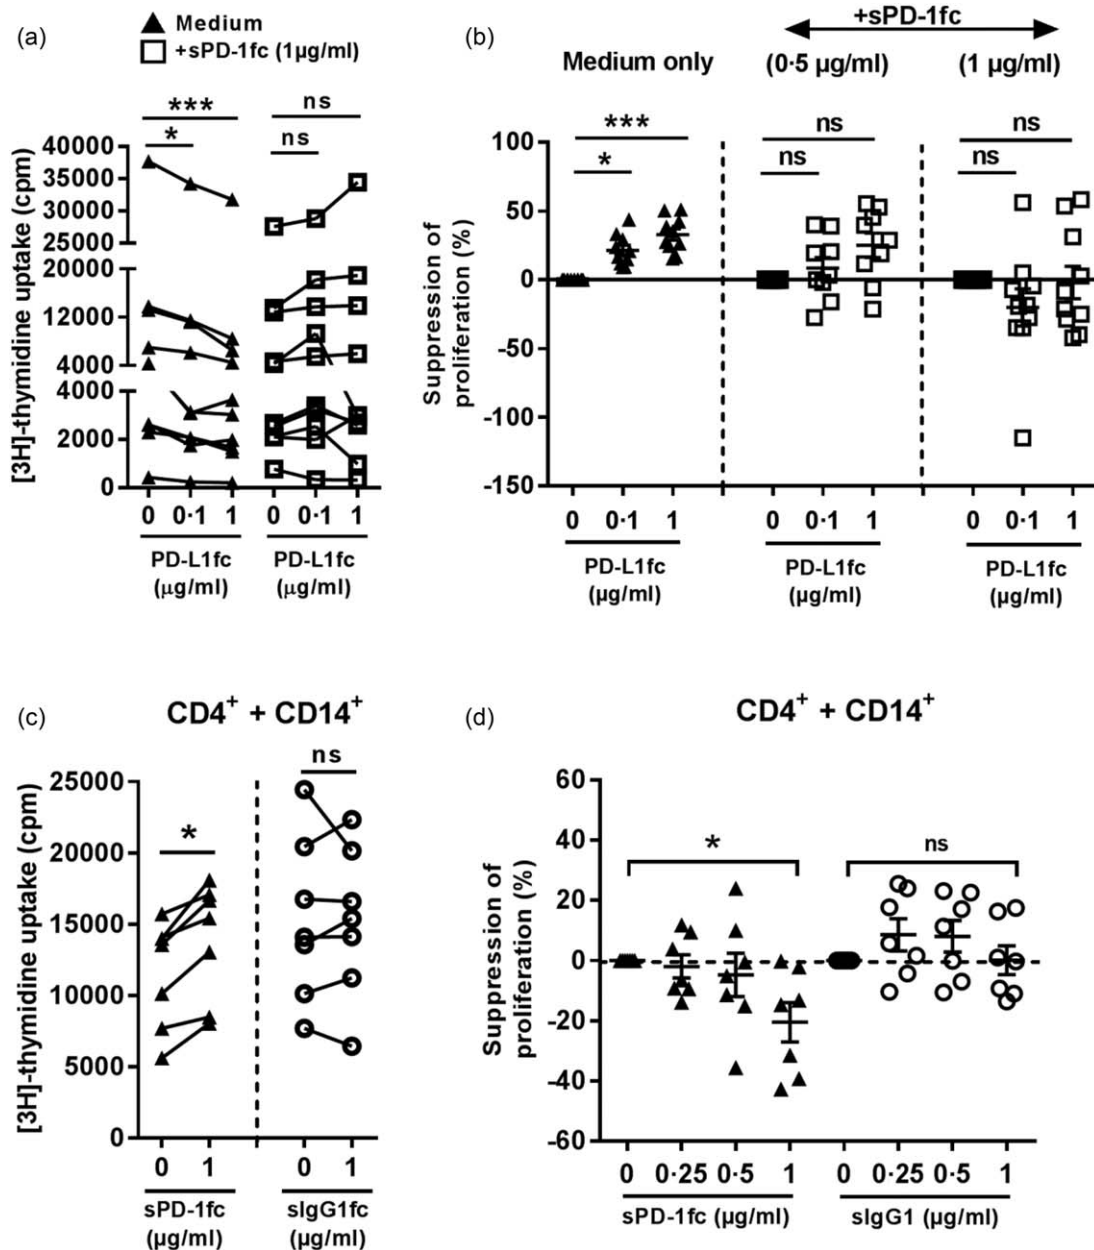 (a)
▲ Medium
□ +sPD-1fc (1μg/ml)
*** 
*
ns
ns
[3H]-thymidine uptake (cpm)
40000
35000
30000
25000
20000
12000
4000
4000
2000
0
0 0·1 1 0 0·1 1
PD-L1fc PD-L1fc
(μg/ml) (μg/ml)
(b)
+sPD-1fc
Medium only (0·5 μg/ml) (1 μg/ml)
***
*
ns
ns
ns
ns
Suppression of
proliferation (%)
100
50
0
-50
-100
-150
0 0·1 1 0 0·1 1 0 0·1 1
PD-L1fc PD-L1fc PD-L1fc
(μg/ml) (μg/ml) (μg/ml)
(c)
CD4+ + CD14+
*
ns
[3H]-thymidine uptake (cpm)
25000
20000
15000
10000
5000
0
0 1 0 1
sPD-1fc sIgG1fc
(μg/ml) (μg/ml)
(d)
CD4+ + CD14+
*
ns
Suppression of
proliferation (%)
60
40
20
0
-20
-40
-60
0 0·25 0·5 1 0 0·25 0·5 1
sPD-1fc (μg/ml) sIgG1 (μg/ml)